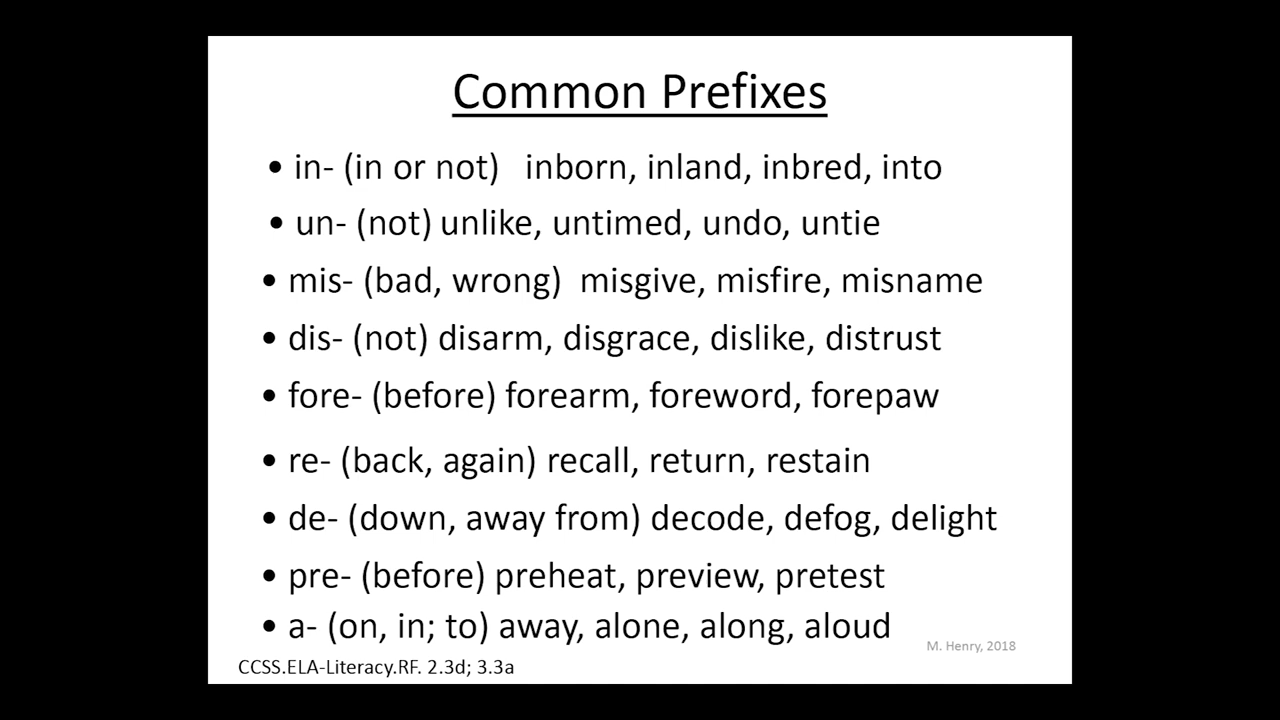 Common Prefixes
• in- (in or not) inborn, inland, inbred, into
• un- (not) unlike, untimed, undo, untie
• mis- (bad, wrong) misgive, misfire, misname
• dis- (not) disarm, disgrace, dislike, distrust
• fore- (before) forearm, foreword, forepaw
• re- (back, again) recall, return, restain
• de- (down, away from) decode, defog, delight
• pre- (before) preheat, preview, pretest
• a- (on, in; to) away, alone, along, aloud
M. Henry, 2018
CCSS.ELA-Literacy.RF. 2.3d; 3.3a